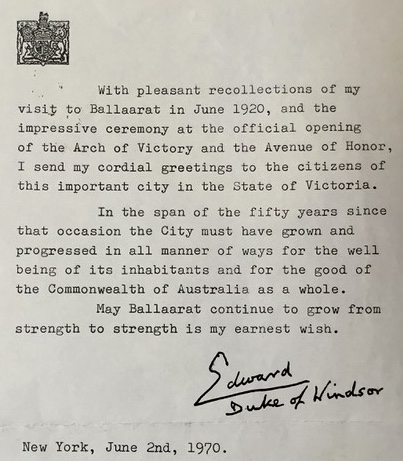 With pleasant recollections of my
visit to Ballaarat in June 1920, and the
impressive ceremony at the official opening
of the Arch of Victory and the Avenue of Honor,
I send my cordial greetings to the citizens of
this important city in the State of Victoria.
In the span of the fifty years since
that occasion the City must have grown and
progressed in all manner of ways for the well
being of its inhabitants and for the good of
the Commonwealth of Australia as a whole.
May Ballaarat continue to grow from
strength to strength is my earnest wish.
Edward
Duke of Windsor
New York, June 2nd, 1970.